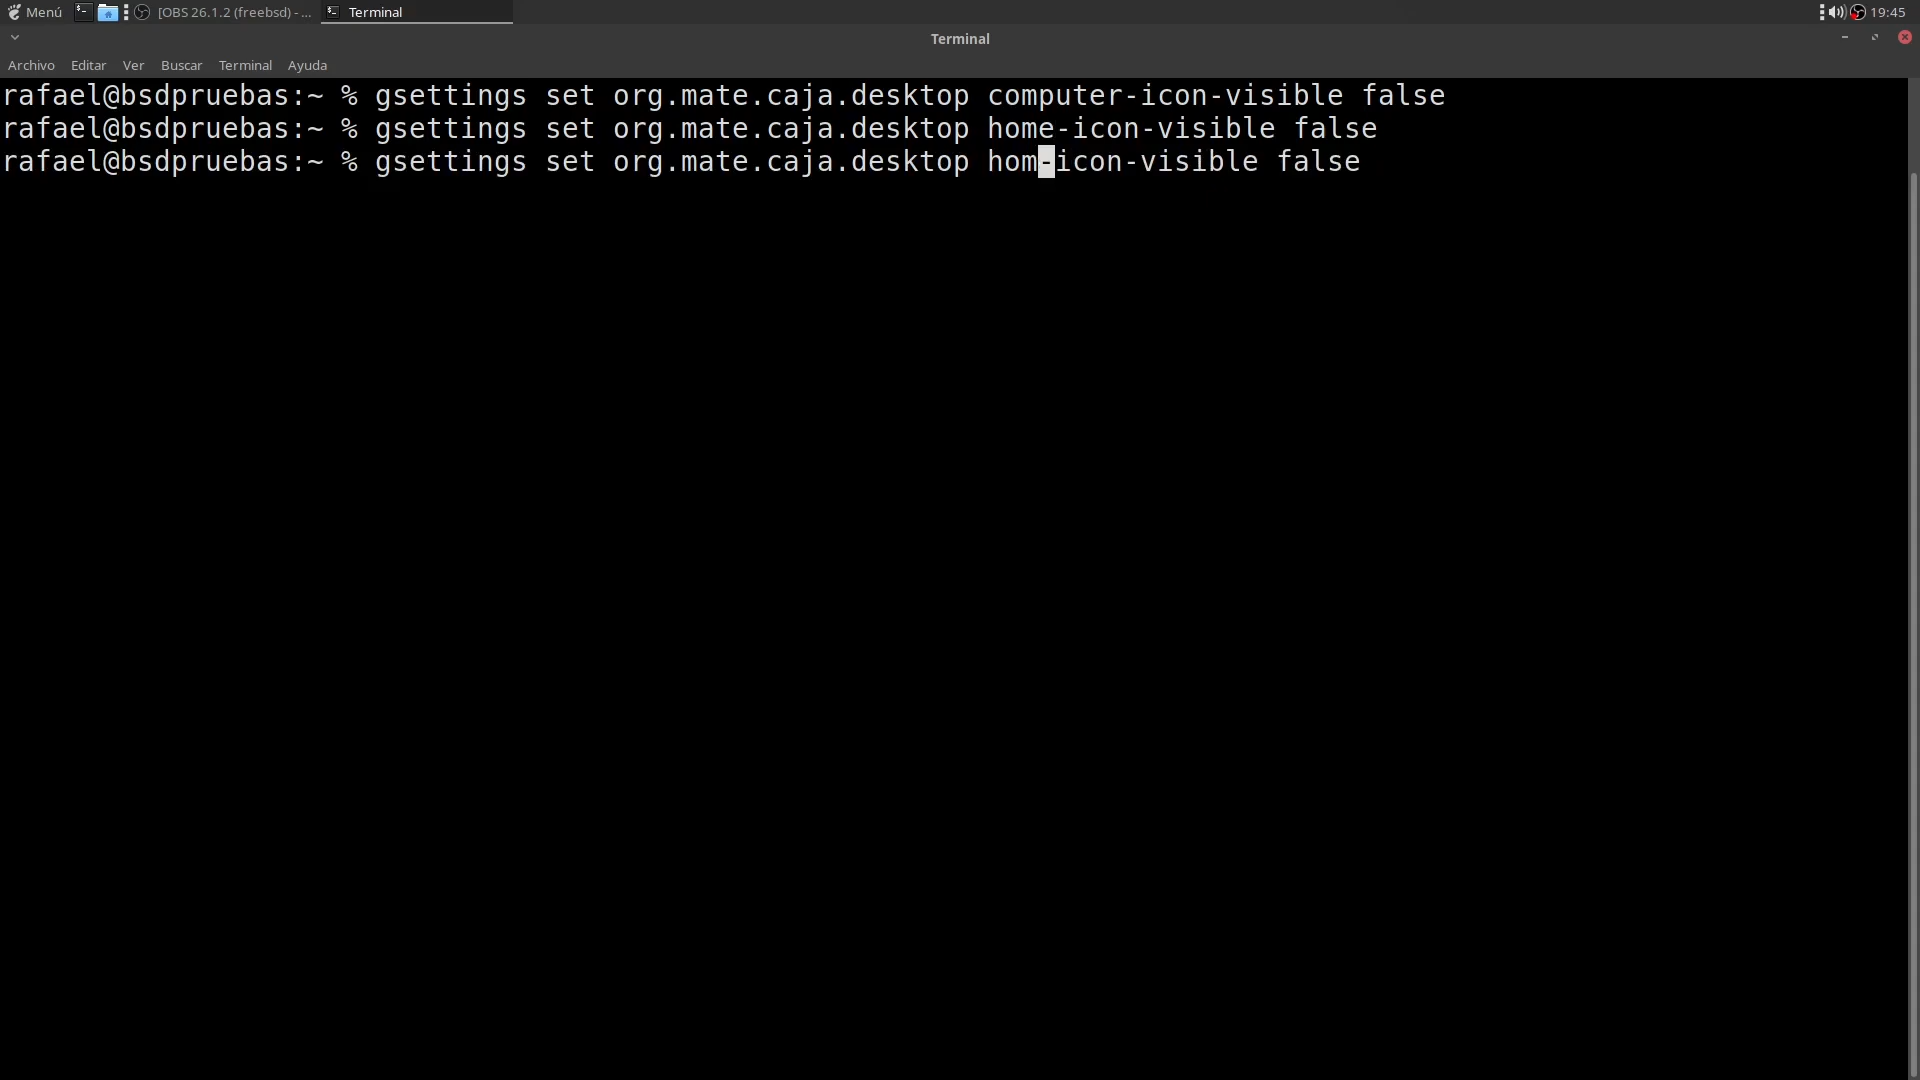 Menú [OBS 26.1.2 (freebsd) - ... Terminal 19:45
Terminal
Archivo Editar Ver Buscar Terminal Ayuda
rafael@bsdpruebas:~ % gsettings set org.mate.caja.desktop computer-icon-visible false
rafael@bsdpruebas:~ % gsettings set org.mate.caja.desktop home-icon-visible false
rafael@bsdpruebas:~ % gsettings set org.mate.caja.desktop hom-icon-visible false